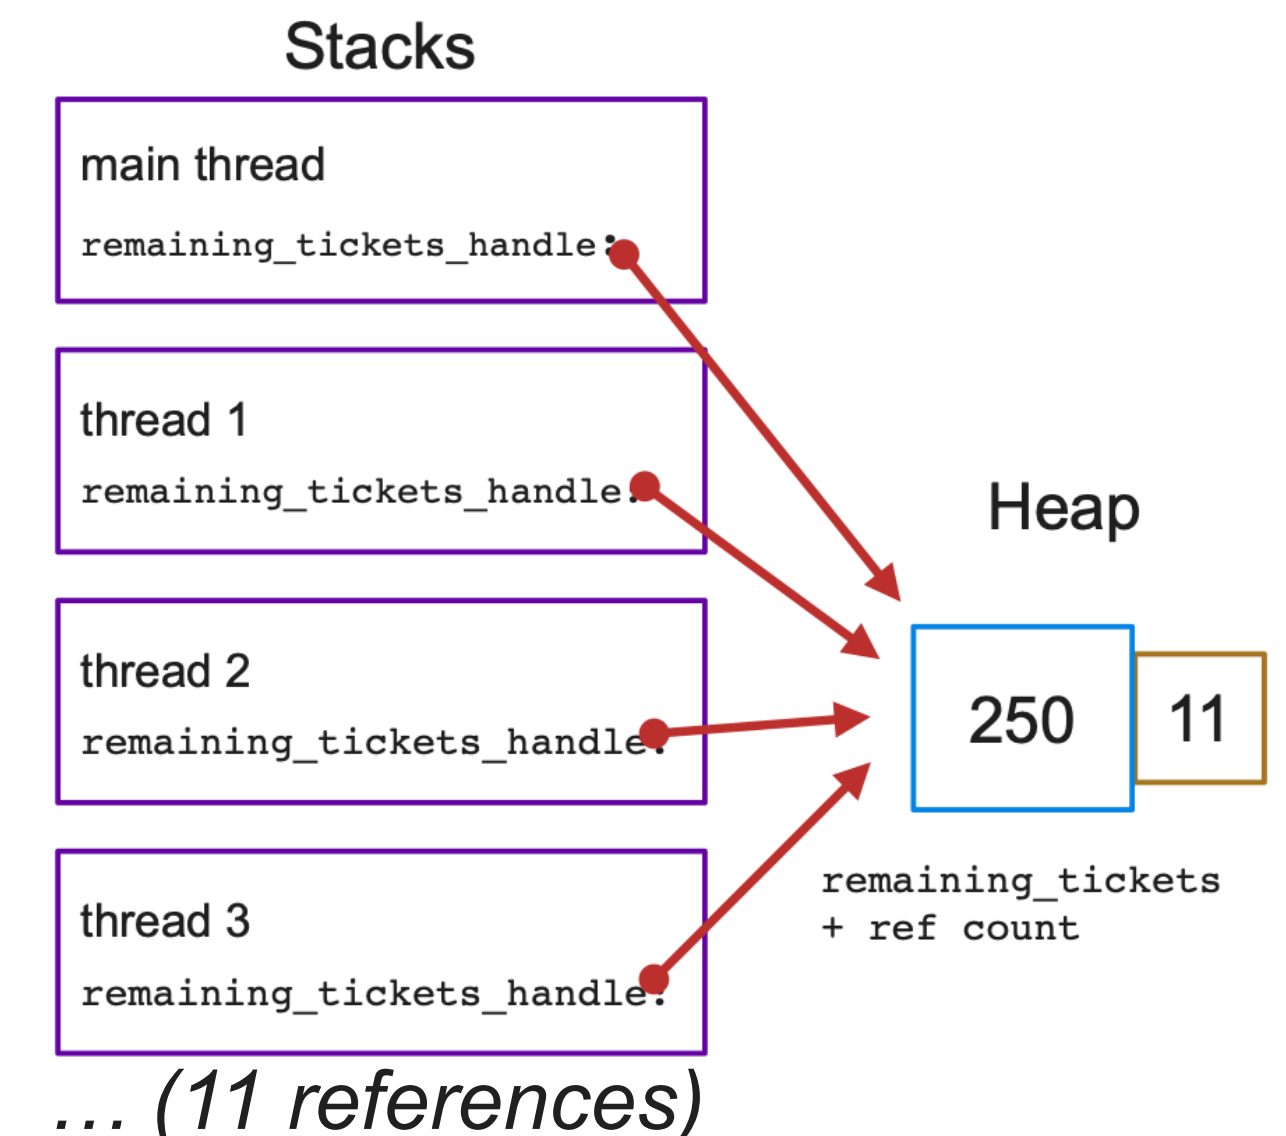 Stacks
main thread
remaining_tickets_handle:
thread 1
remaining_tickets_handle:
thread 2
remaining_tickets_handle:
thread 3
remaining_tickets_handle:
... (11 references)
Heap
250
11
remaining_tickets
+ ref count